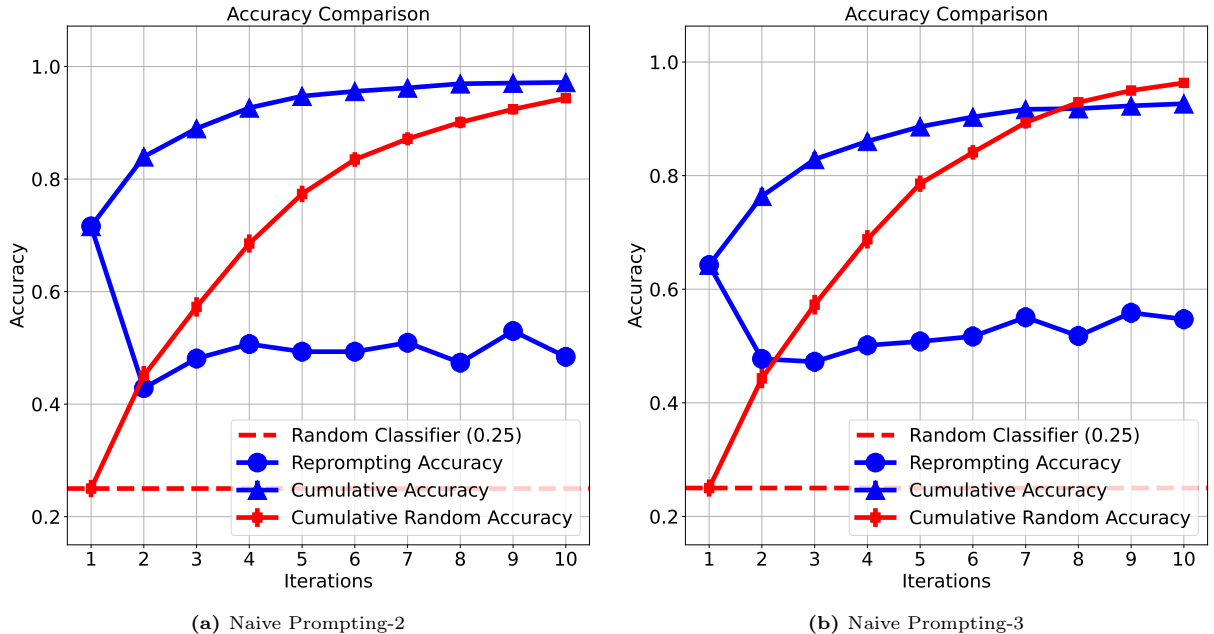 Accuracy Comparison
1.0
0.8
0.6
0.4
0.2
Accuracy
Random Classifier (0.25)
Reprompting Accuracy
Cumulative Accuracy
Cumulative Random Accuracy
1 2 3 4 5 6 7 8 9 10
Iterations
(a) Naive Prompting-2
Accuracy Comparison
1.0
0.8
0.6
0.4
0.2
Accuracy
Random Classifier (0.25)
Reprompting Accuracy
Cumulative Accuracy
Cumulative Random Accuracy
1 2 3 4 5 6 7 8 9 10
Iterations
(b) Naive Prompting-3